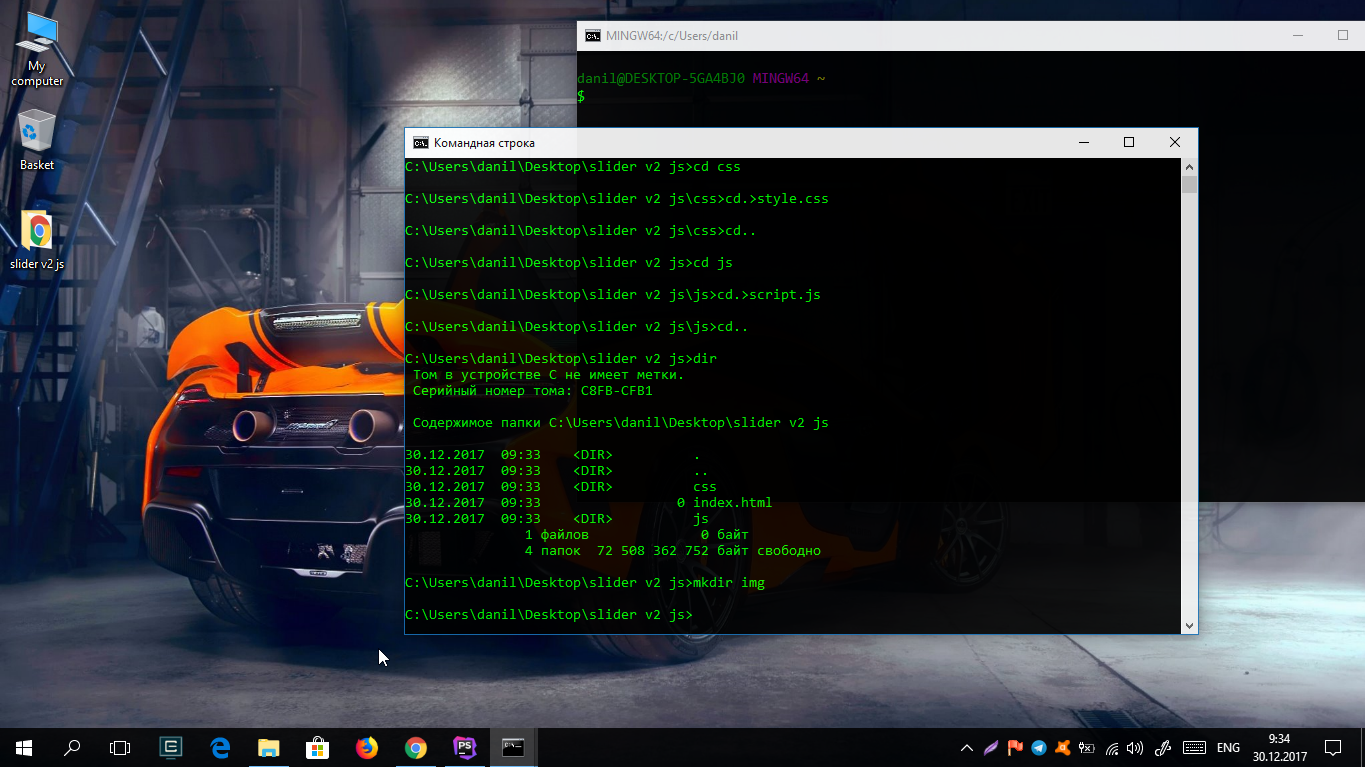 My
computer
Basket
slider v2 js
MINGW64:/c/Users/danil
danil@DESKTOP-5GA4BJ0 MINGW64 ~
$
Командная строка
C:\Users\danil\Desktop\slider v2 js>cd css
C:\Users\danil\Desktop\slider v2 js\css>cd.>style.css
C:\Users\danil\Desktop\slider v2 js\css>cd..
C:\Users\danil\Desktop\slider v2 js>cd js
C:\Users\danil\Desktop\slider v2 js\js>cd.>script.js
C:\Users\danil\Desktop\slider v2 js\js>cd..
C:\Users\danil\Desktop\slider v2 js>dir
Том в устройстве C не имеет метки.
Серийный номер тома: C8FB-CFB1
Содержимое папки C:\Users\danil\Desktop\slider v2 js
30.12.2017  09:33    <DIR>          .
30.12.2017  09:33    <DIR>          ..
30.12.2017  09:33    <DIR>          css
30.12.2017  09:33                 0 index.html
30.12.2017  09:33    <DIR>          js
1 файлов              0 байт
4 папок  72 508 362 752 байт свободно
C:\Users\danil\Desktop\slider v2 js>mkdir img
C:\Users\danil\Desktop\slider v2 js>
PS
ENG
9:34
30.12.2017